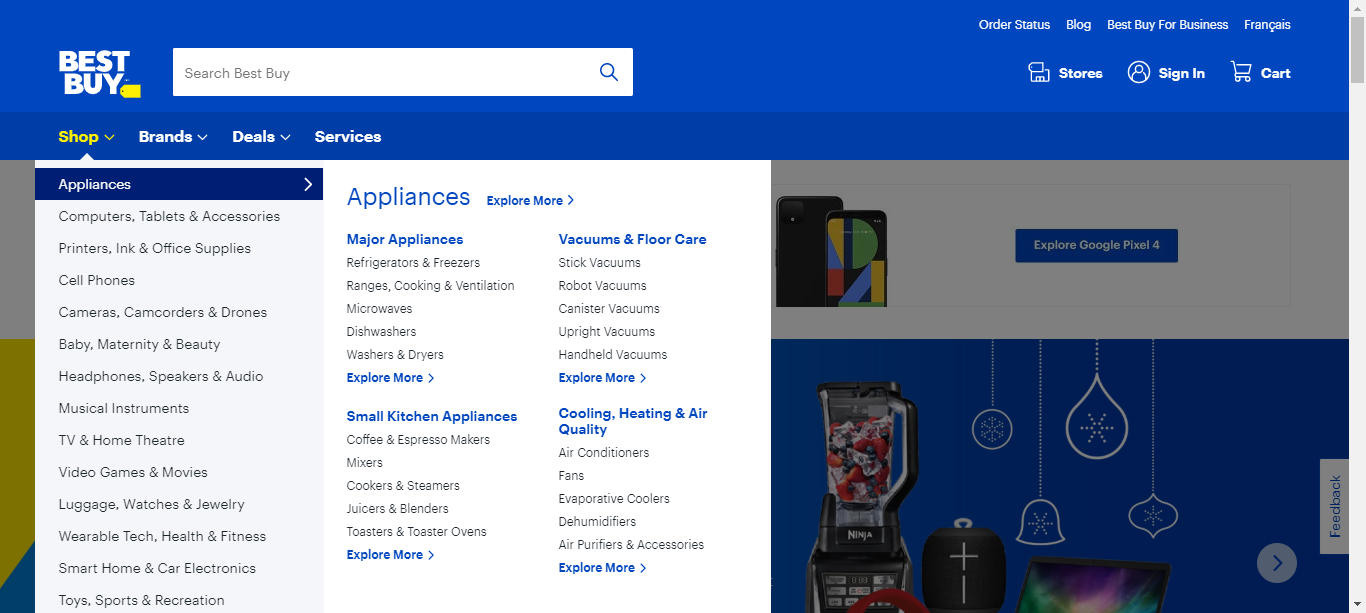 Order Status Blog Best Buy For Business Français
BEST
BUY
Search Best Buy
Stores Sign In Cart
Shop Brands Deals Services
Appliances
Computers, Tablets & Accessories
Printers, Ink & Office Supplies
Cell Phones
Cameras, Camcorders & Drones
Baby, Maternity & Beauty
Headphones, Speakers & Audio
Musical Instruments
TV & Home Theatre
Video Games & Movies
Luggage, Watches & Jewelry
Wearable Tech, Health & Fitness
Smart Home & Car Electronics
Toys, Sports & Recreation
Appliances Explore More
Major Appliances
Refrigerators & Freezers
Ranges, Cooking & Ventilation
Microwaves
Dishwashers
Washers & Dryers
Explore More
Small Kitchen Appliances
Coffee & Espresso Makers
Mixers
Cookers & Steamers
Juicers & Blenders
Toasters & Toaster Ovens
Explore More
Vacuums & Floor Care
Stick Vacuums
Robot Vacuums
Canister Vacuums
Upright Vacuums
Handheld Vacuums
Explore More
Cooling, Heating & Air
Quality
Air Conditioners
Fans
Evaporative Coolers
Dehumidifiers
Air Purifiers & Accessories
Explore More
Explore Google Pixel 4
NINJA
Feedback